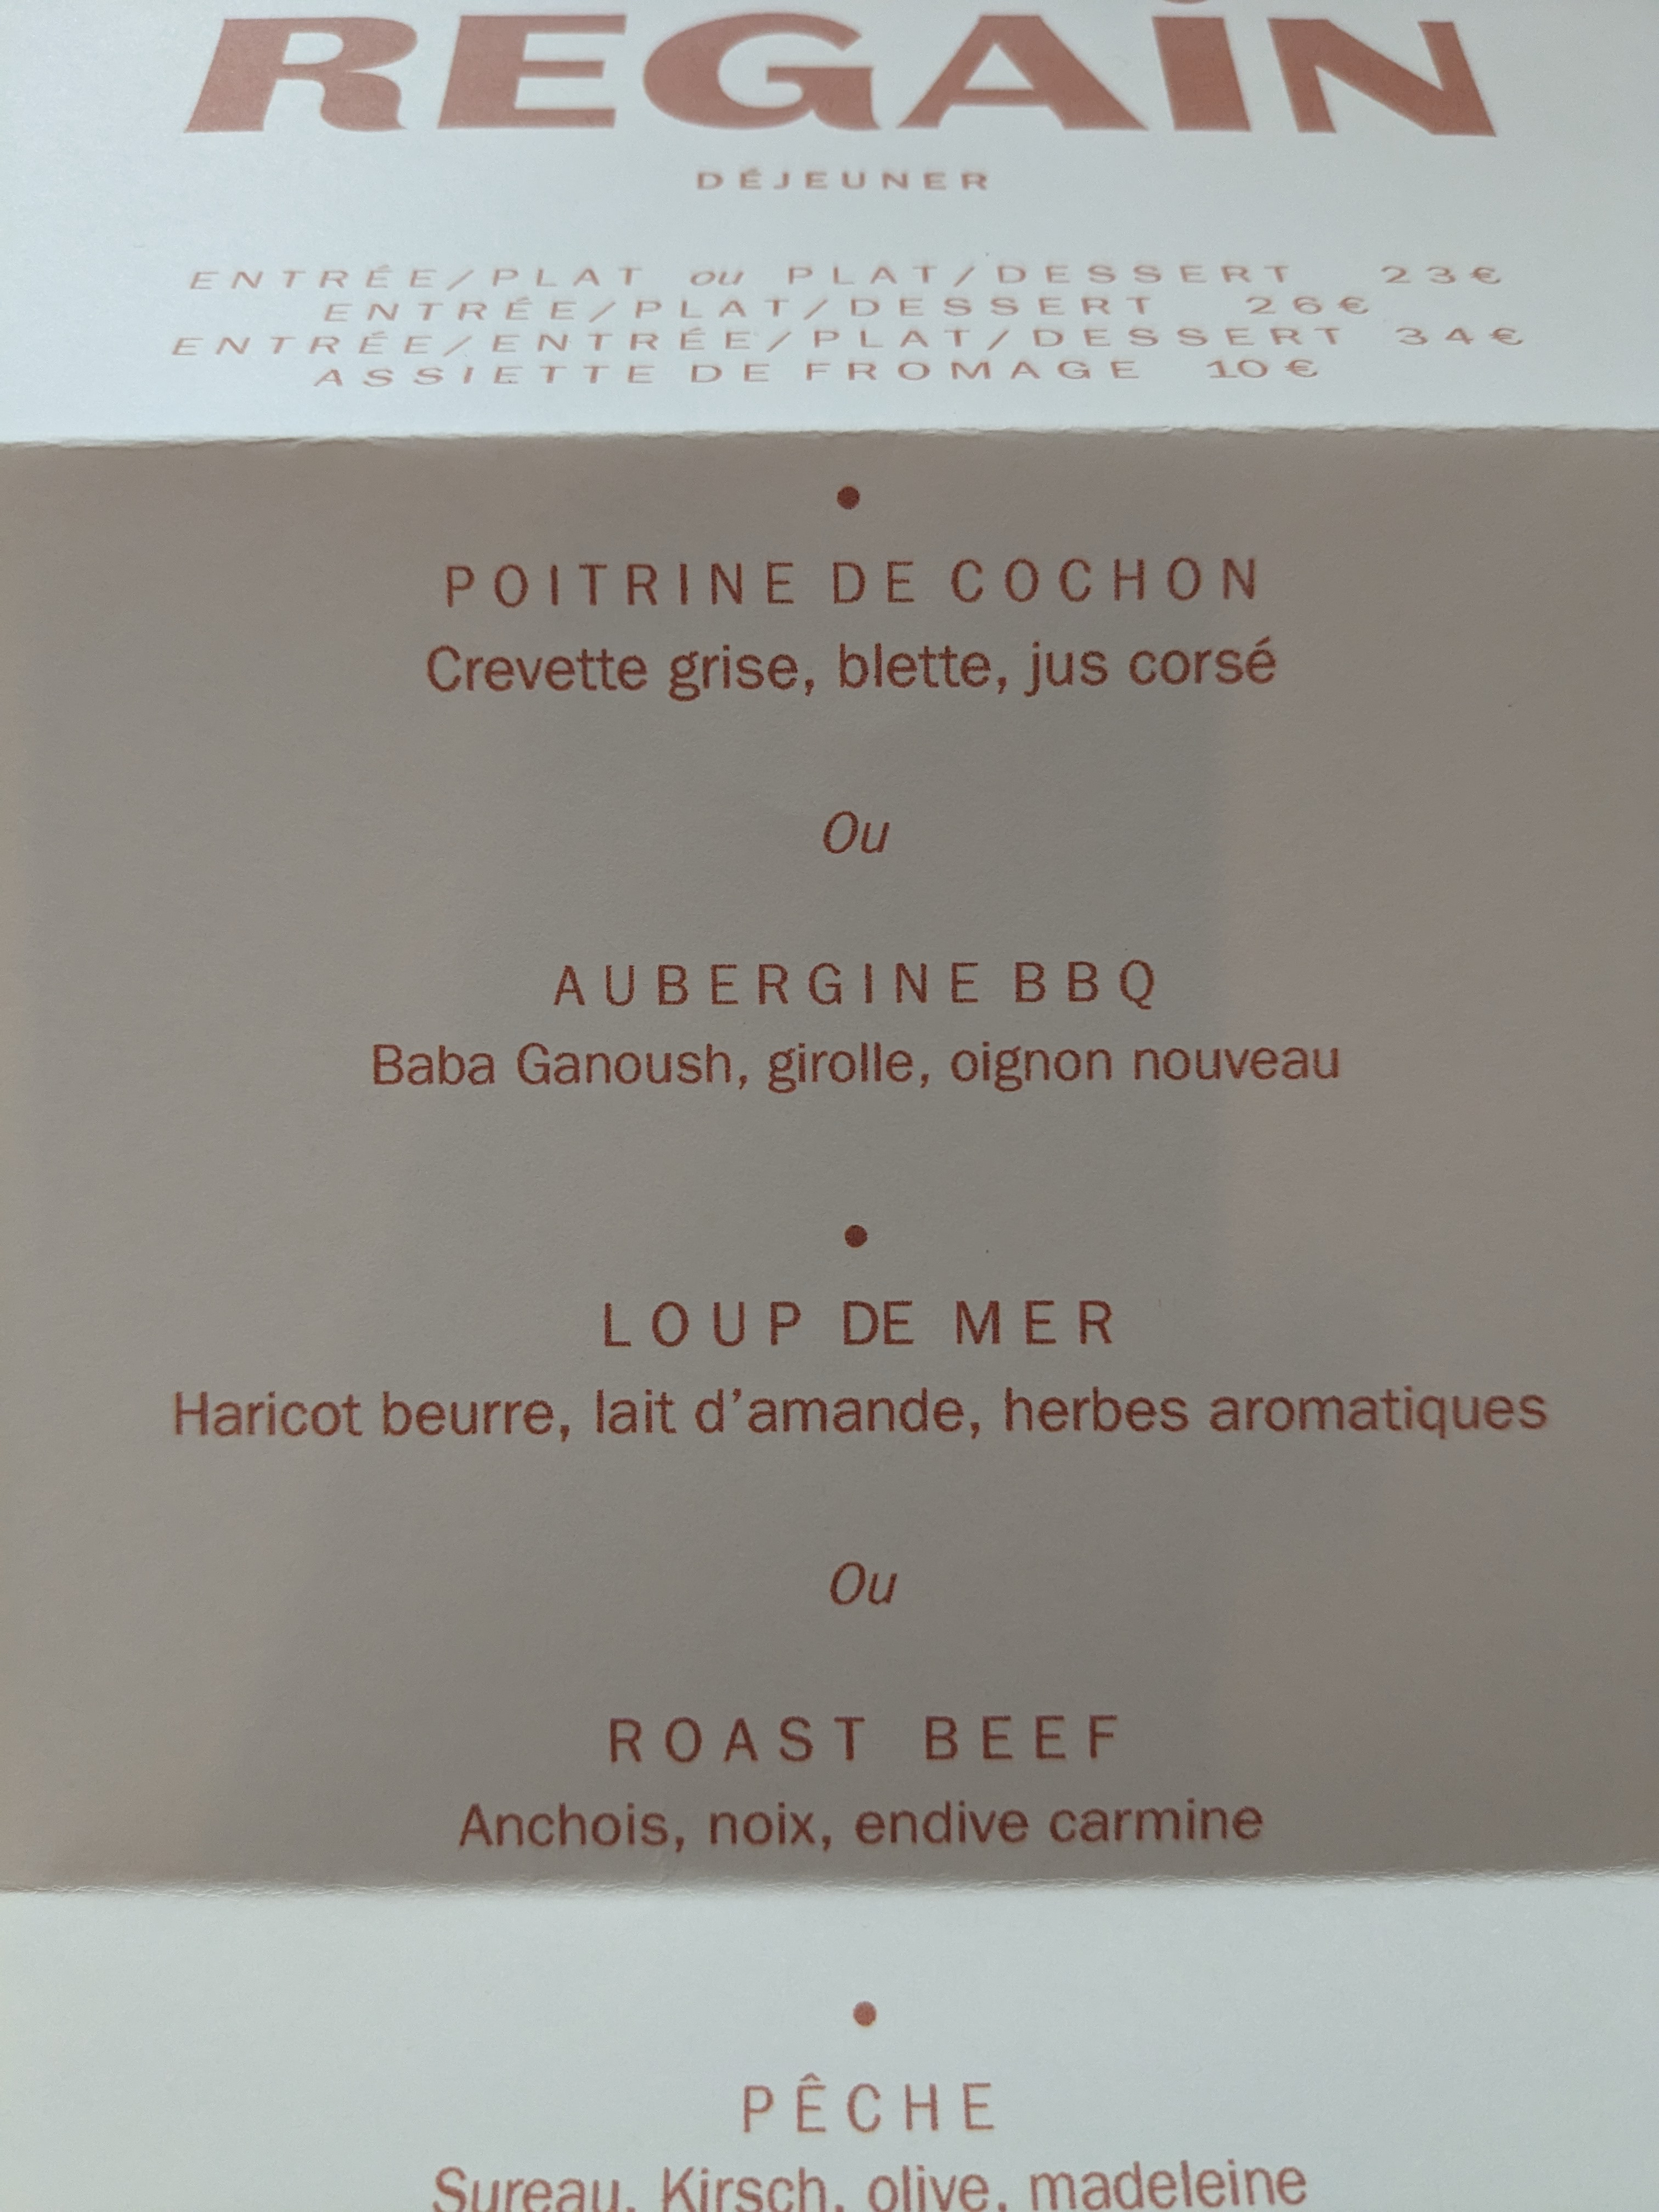 REGAIN
DÉJEUNER
ENTRÉE/PLAT ou PLAT/DESSERT 23€
ENTRÉE/PLAT/DESSERT 26€
ENTRÉE/ENTRÉE/PLAT/DESSERT 34€
ASSIETTE DE FROMAGE 10€
•
POITRINE DE COCHON
Crevette grise, blette, jus corsé
Ou
AUBERGINE BBQ
Baba Ganoush, girolle, oignon nouveau
•
LOUP DE MER
Haricot beurre, lait d’amande, herbes aromatiques
Ou
ROAST BEEF
Anchois, noix, endive carmine
•
PÊCHE
Sureau, Kirsch, olive, madeleine